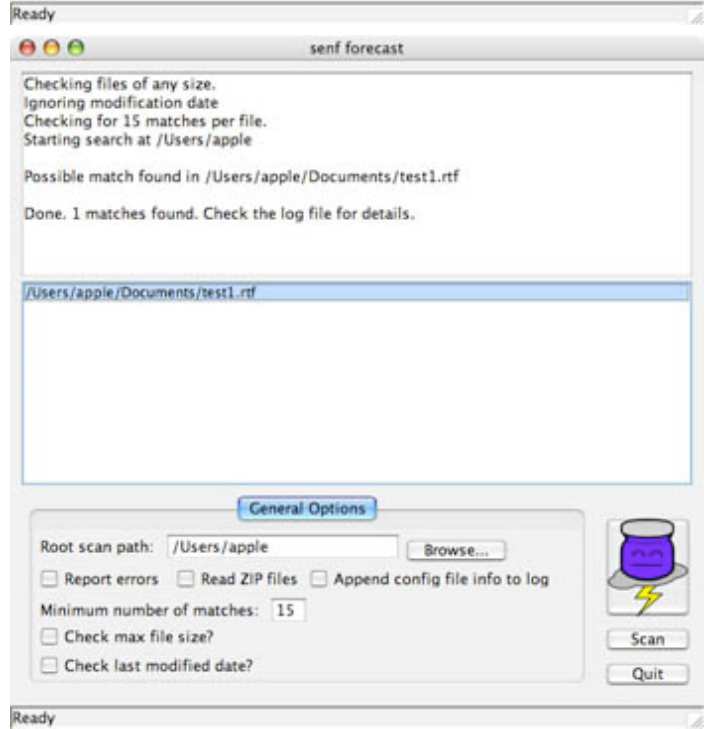 Ready
senf forecast
Checking files of any size.
Ignoring modification date
Checking for 15 matches per file.
Starting search at /Users/apple
Possible match found in /Users/apple/Documents/test1.rtf
Done. 1 matches found. Check the log file for details.
/Users/apple/Documents/test1.rtf
General Options
Root scan path: /Users/apple Browse...
Report errors Read ZIP files Append config file info to log
Minimum number of matches: 15
Check max file size?
Scan
Check last modified date?
Quit
Ready